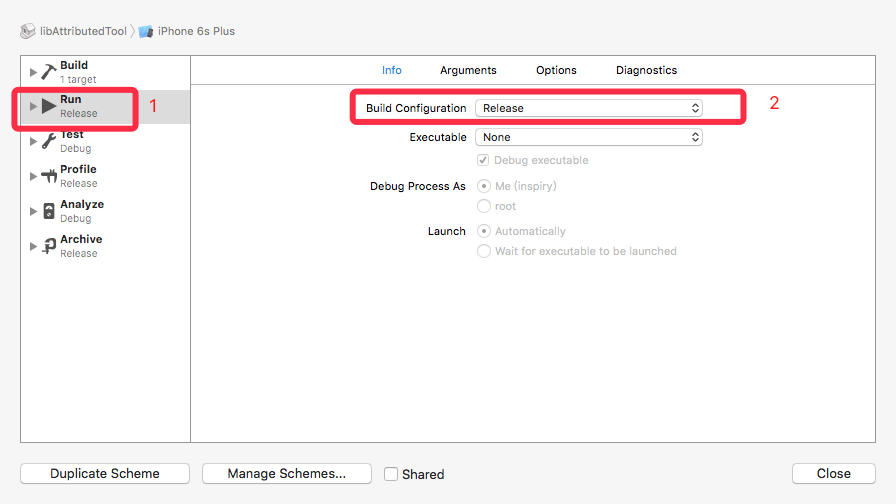 libAttributedTool iPhone 6s Plus
Build
1 target
Run
Release
1
Test
Debug
Profile
Release
Analyze
Debug
Archive
Release
Info Arguments Options Diagnostics
Build Configuration Release
2
Executable None
Debug executable
Debug Process As Me (inspiry)
root
Launch Automatically
Wait for executable to be launched
Duplicate Scheme Manage Schemes... Shared Close